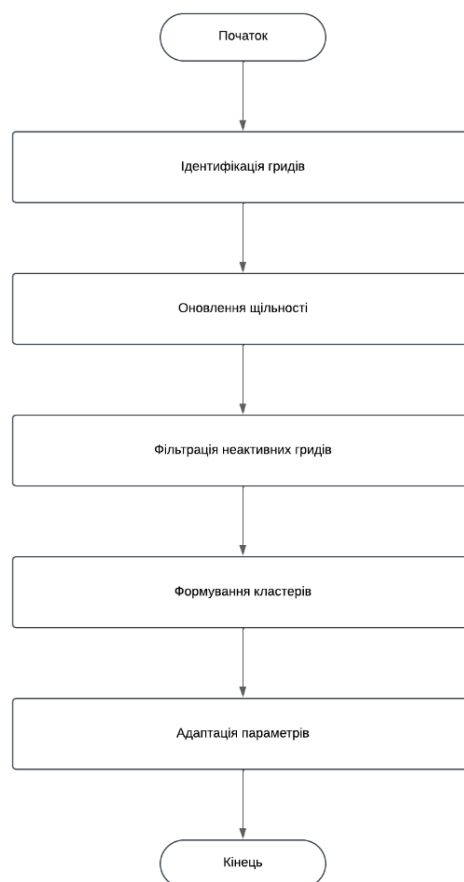 Початок
Ідентифікація гридів
Оновлення щільності
Фільтрація неактивних гридів
Формування кластерів
Адаптація параметрів
Кінець